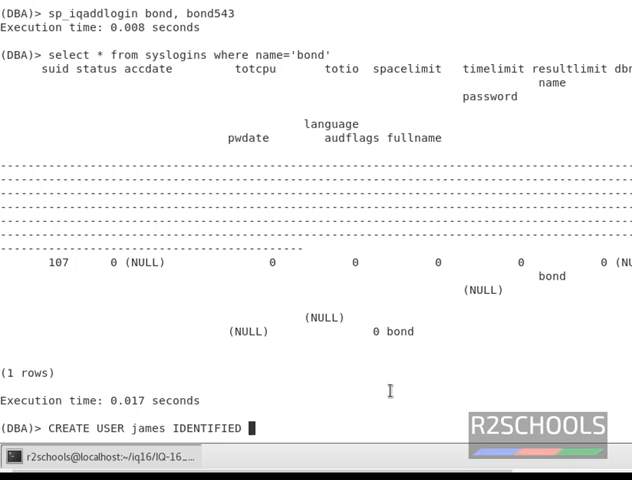 (DBA)> sp_iqaddlogin bond, bond543
Execution time: 0.008 seconds
(DBA)> select * from syslogins where name='bond'
suid status accdate totcpu totio spacelimit timelimit resultlimit dbn
name
password
language
pwdate audflags fullname
--------------------------------------------------------------------------------------------
--------------------------------------------------------------------------------------------
--------------------------------------------------------------------------------------------
--------------------------------------------------------------------------------------------
--------------------------------------------------------------------------------------------
--------------------------------------------------------------------------------------------
--------------------------------------------
107 0 (NULL) 0 0 0 0 0 (NU
bond
(NULL)
(NULL)
(NULL) 0 bond
(1 rows)
Execution time: 0.017 seconds
(DBA)> CREATE USER james IDENTIFIED
R2SCHOOLS
r2schools@localhost:~/iq16/IQ-16_...